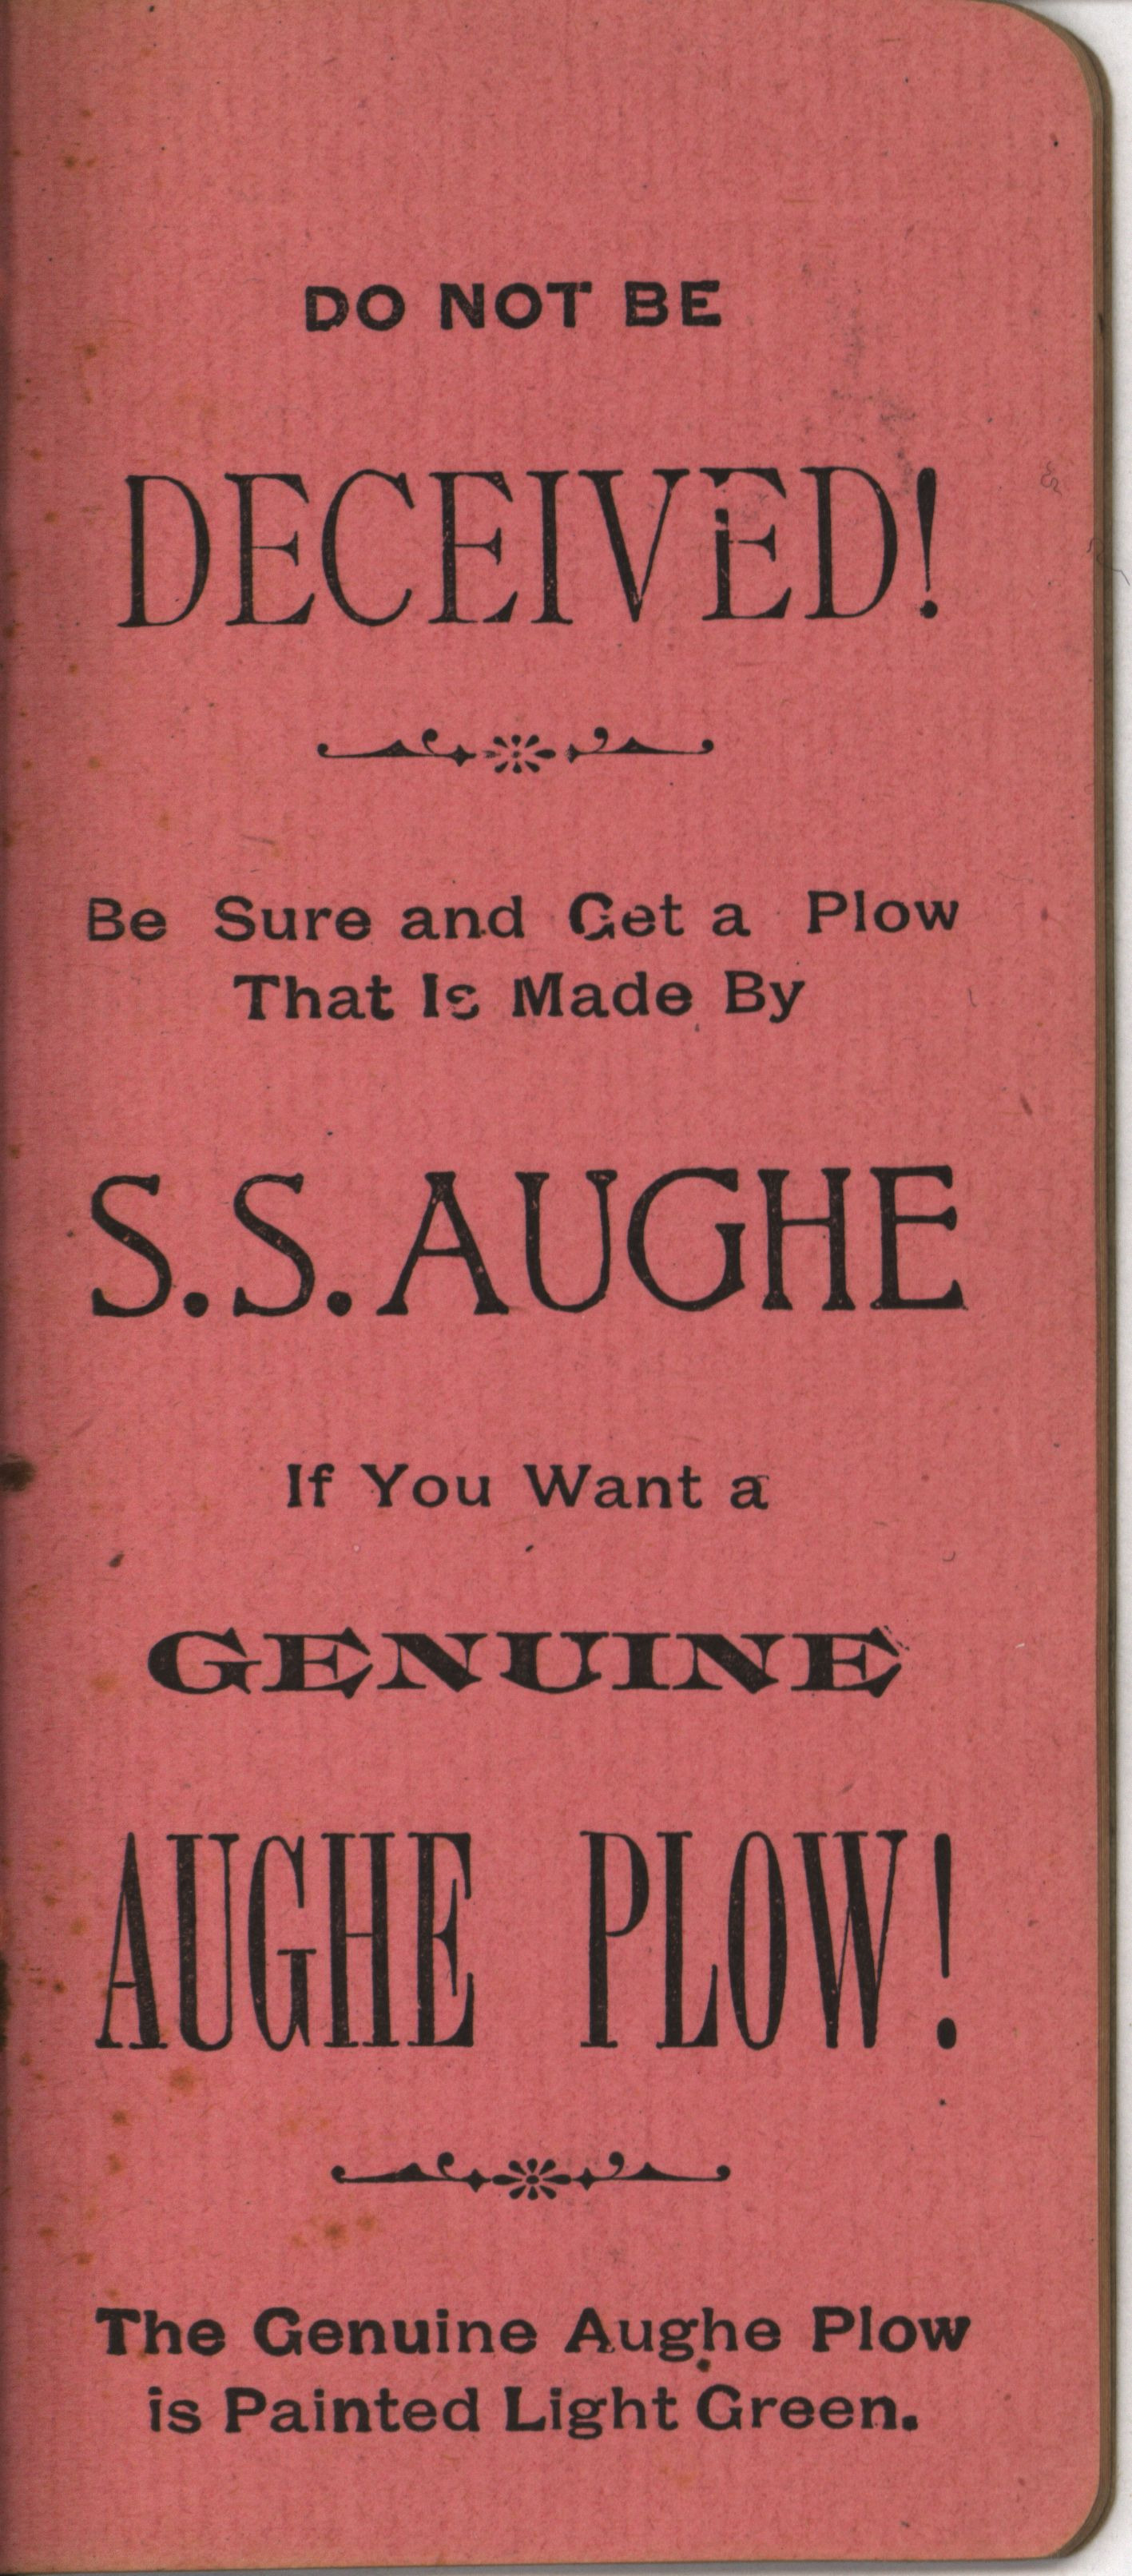 DO NOT BE
DECEIVED!
Be Sure and Get a Plow
That Is Made By
S. S. AUGHE
If You Want a
GENUINE
AUGHE PLOW!
The Genuine Aughe Plow
is Painted Light Green.